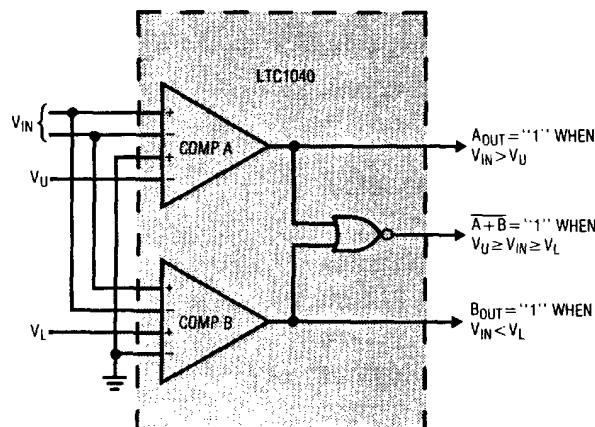 LTC1040
V_IN {
+
−
+
−
COMP A
V_U
A_OUT = "1" WHEN
V_IN > V_U
A̅+̅B̅ = "1" WHEN
V_U ≥ V_IN ≥ V_L
+
−
+
−
COMP B
V_L
B_OUT = "1" WHEN
V_IN < V_L